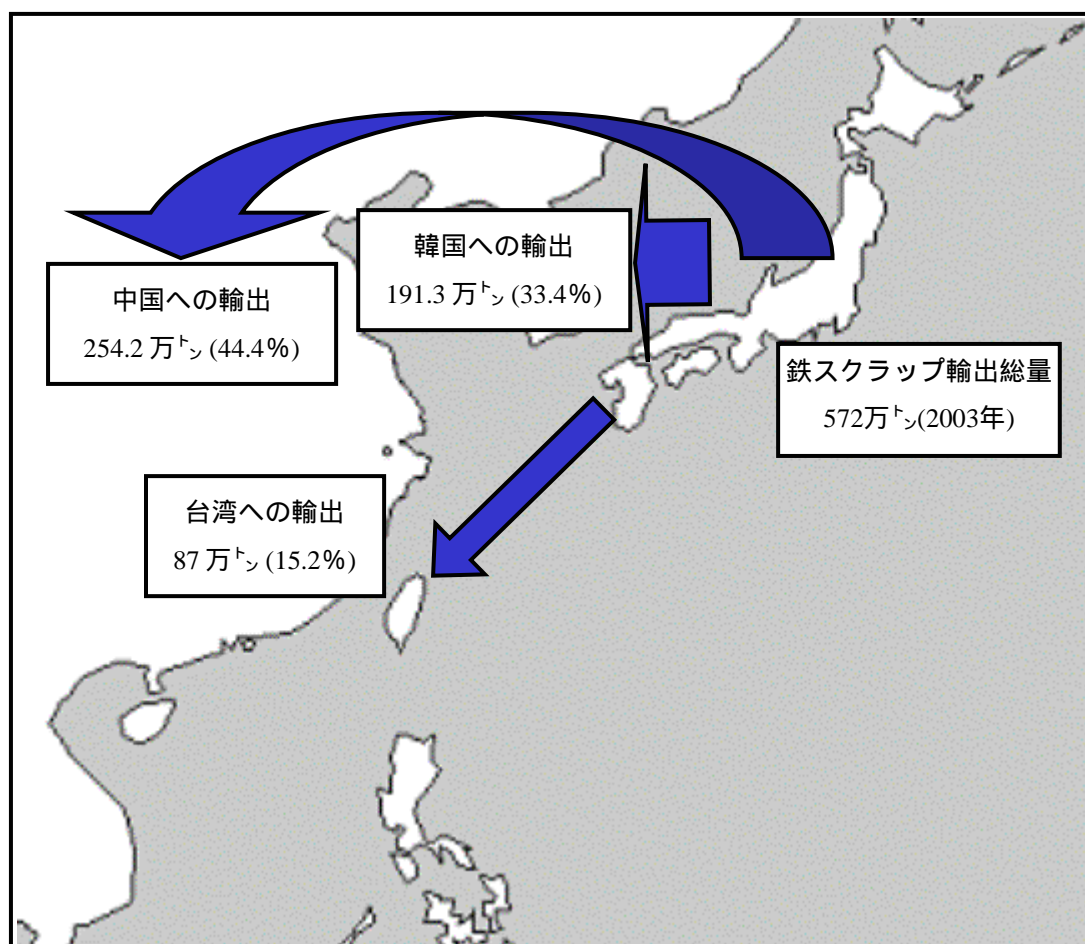 韓国への輸出
191.3 万㌧ (33.4%)
中国への輸出
254.2 万㌧ (44.4%)
鉄スクラップ輸出総量
572万㌧(2003年)
台湾への輸出
87 万㌧ (15.2%)